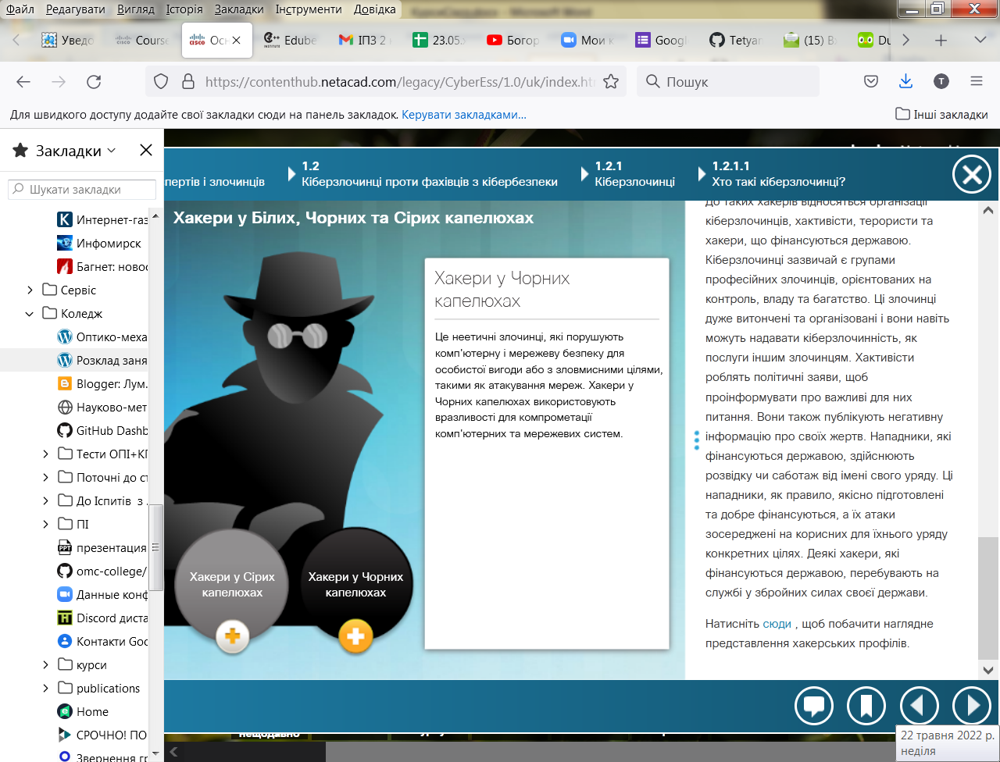 Файл Редагувати Вигляд Історія Закладки Інструменти Довідка
Уведо
Course
Осн
Edube
ІПЗ 2
23.05.
Богор
Мои к
Googl
Tetyan
(15) В
Du
https://contenthub.netacad.com/legacy/CyberEss/1.0/uk/index.ht
Пошук
T
Для швидкого доступу додайте свої закладки сюди на панель закладок. Керувати закладками...
Інші закладки
Закладки
Шукати закладки
Интернет-газ
Инфомирск
Багнет: новос
Сервіс
Коледж
Оптико-меха
Розклад заня
Blogger: Лум.
Науково-мет
GitHub Dashb
Тести ОПІ+КГ
Поточні до ст
До Іспитів з
ПІ
презентация
omc-college/
Данные конф
Discord диста
Контакти Goo
курси
publications
Home
СРОЧНО! ПО
Звернення гр
пертів і злочинців
1.2
Кіберзлочинці проти фахівців з кібербезпеки
1.2.1
Кіберзлочинці
1.2.1.1
Хто такі кіберзлочинці?
Хакери у Білих, Чорних та Сірих капелюхах
Хакери у Чорних
капелюхах
Це неетичні злочинці, які порушують
комп'ютерну і мережеву безпеку для
особистої вигоди або з зловмисними цілями,
такими як атакування мереж. Хакери у
Чорних капелюхах використовують
вразливості для компрометації
комп'ютерних та мережевих систем.
Хакери у Сірих
капелюхах
Хакери у Чорних
капелюхах
До таких хакерів відносяться організації
кіберзлочинців, хактивісти, терористи та
хакери, що фінансуються державою.
Кіберзлочинці зазвичай є групами
професійних злочинців, орієнтованих на
контроль, владу та багатство. Ці злочинці
дуже витончені та організовані і вони навіть
можуть надавати кіберзлочинність, як
послуги іншим злочинцям. Хактивісти
роблять політичні заяви, щоб
проінформувати про важливі для них
питання. Вони також публікують негативну
інформацію про своїх жертв. Нападники, які
фінансуються державою, здійснюють
розвідку чи саботаж від імені свого уряду. Ці
нападники, як правило, якісно підготовлені
та добре фінансуються, а їх атаки
зосереджені на корисних для їхнього уряду
конкретних цілях. Деякі хакери, які
фінансуються державою, перебувають на
службі у збройних силах своєї держави.
Натисніть сюди , щоб побачити наглядне
представлення хакерських профілів.
нещодавно
22 травня 2022 р.
неділя